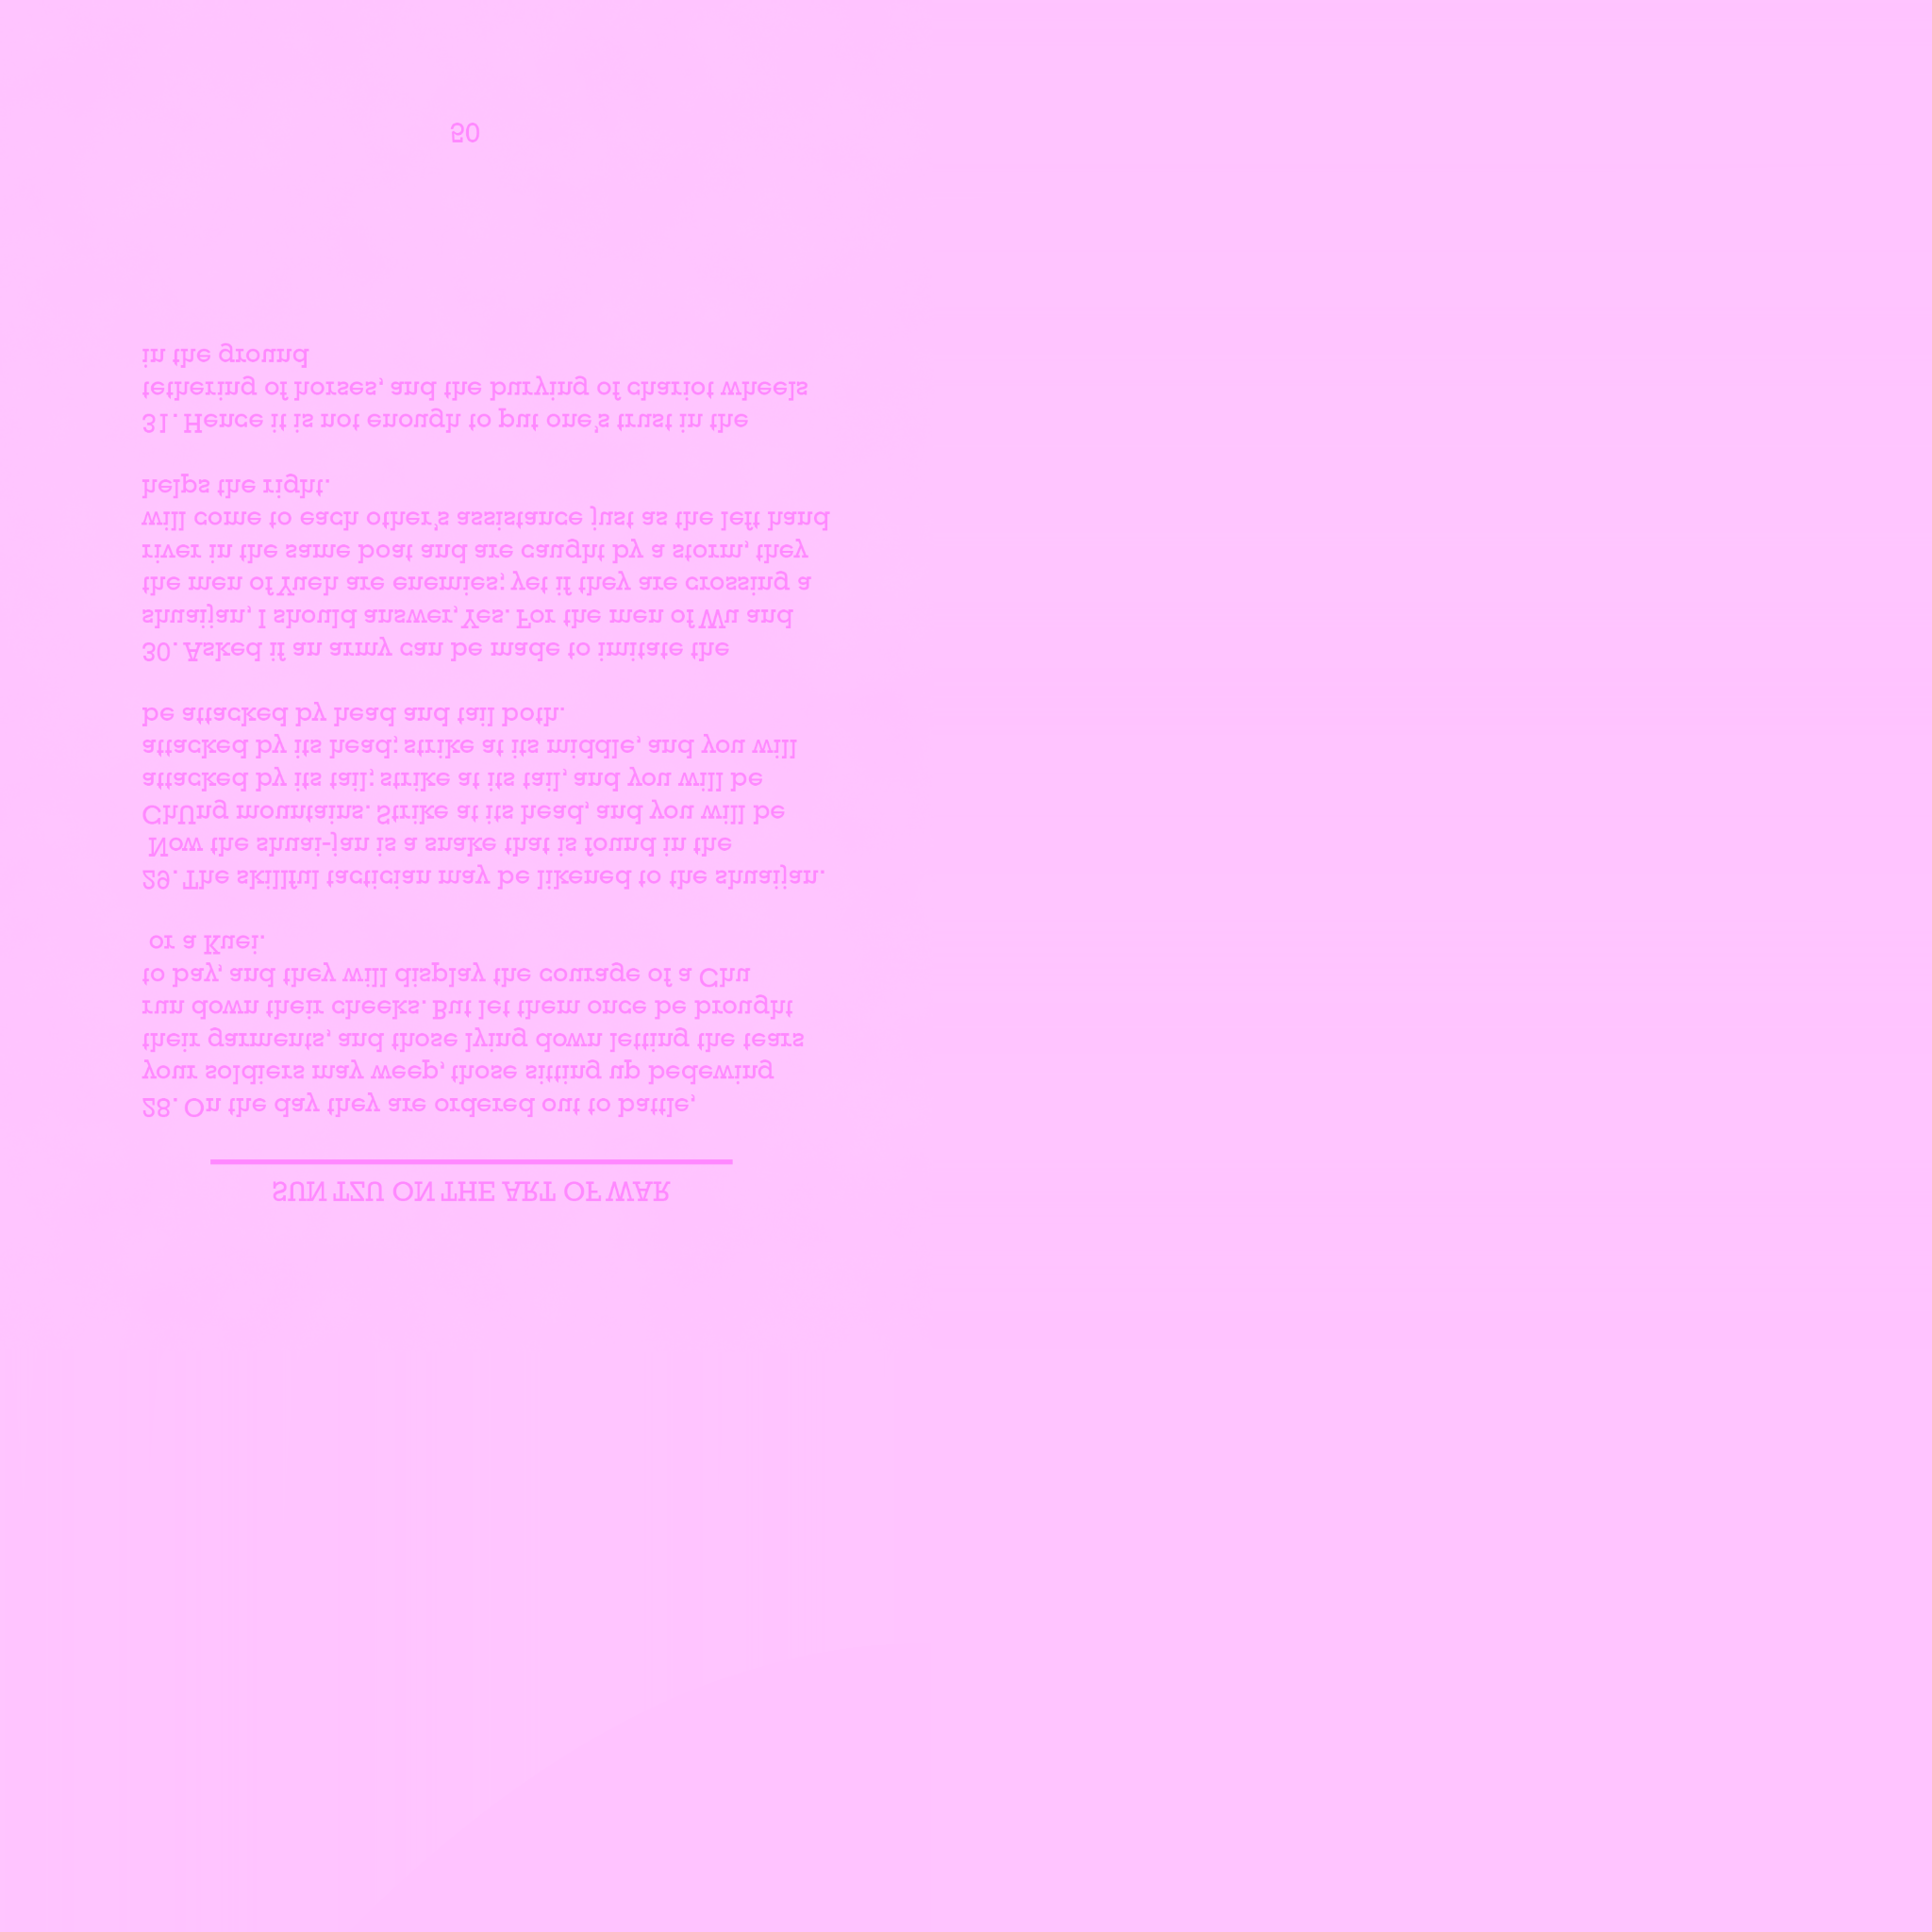 SUN TZU ON THE ART OF WAR
28. On the day they are ordered out to battle,
your soldiers may weep, those sitting up bedewing
their garments, and those lying down letting the tears
run down their cheeks. But let them once be brought
to bay, and they will display the courage of a Chu
or a Kuei.
29. The skillful tactician may be likened to the shuaijan.
Now the shuai-jan is a snake that is found in the
ChUng mountains. Strike at its head, and you will be
attacked by its tail; strike at its tail, and you will be
attacked by its head; strike at its middle, and you will
be attacked by head and tail both.
30. Asked if an army can be made to imitate the
shuaijan, I should answer, Yes. For the men of Wu and
the men of Yueh are enemies; yet if they are crossing a
river in the same boat and are caught by a storm, they
will come to each other's assistance just as the left hand
helps the right.
31. Hence it is not enough to put one's trust in the
tethering of horses, and the burying of chariot wheels
in the ground
50